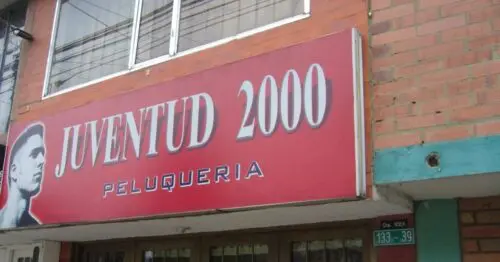 JUVENTUD 2000
PELUQUERIA
133 - 39